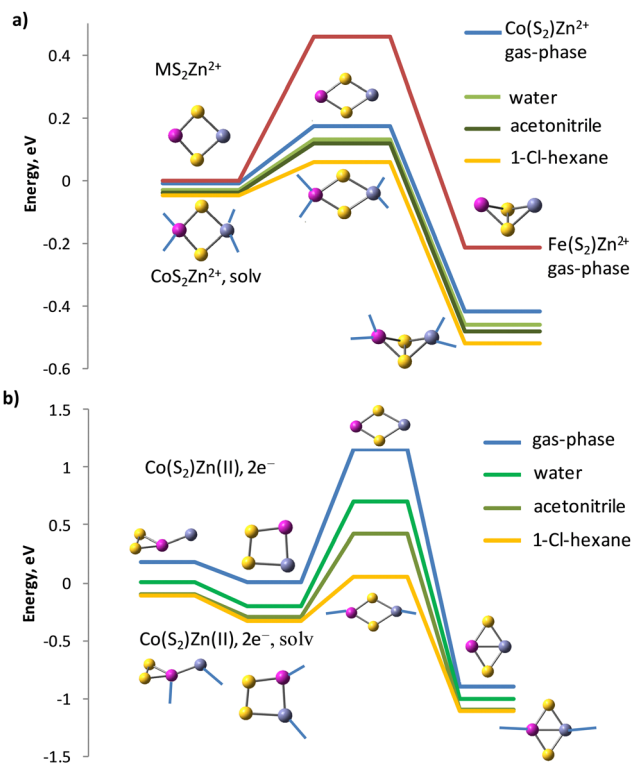 a)
Energy, eV
0.4
0.2
0
-0.2
-0.4
-0.6
MS₂Zn²⁺
CoS₂Zn²⁺, solv
Co(S₂)Zn²⁺
gas-phase
water
acetonitrile
1-Cl-hexane
Fe(S₂)Zn²⁺
gas-phase
b)
Energy, eV
1.5
1
0.5
0
-0.5
-1
-1.5
Co(S₂)Zn(II), 2e⁻
Co(S₂)Zn(II), 2e⁻, solv
gas-phase
water
acetonitrile
1-Cl-hexane